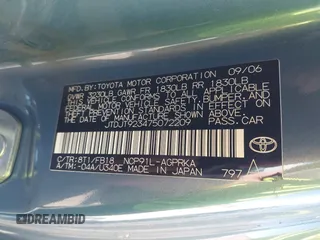 MFD.BY:TOYOTA MOTOR CORPORATION 09/06
GVWR 3230LB GAWR FR 1830LB RR 1830LB
THIS VEHICLE CONFORMS TO ALL APPLICABLE
FEDERAL MOTOR VEHICLE SAFETY, BUMPER, AND
THEFT PREVENTION STANDARDS IN EFFECT ON
THE DATE OF MANUFACTURE SHOWN ABOVE.
PASS.CAR
C/TR:8T1/FB18 NCP91L-AGPRKA
A/TM:-04A/U340E MADE IN JAPAN
797 A
TOYOTA
DREAMBID